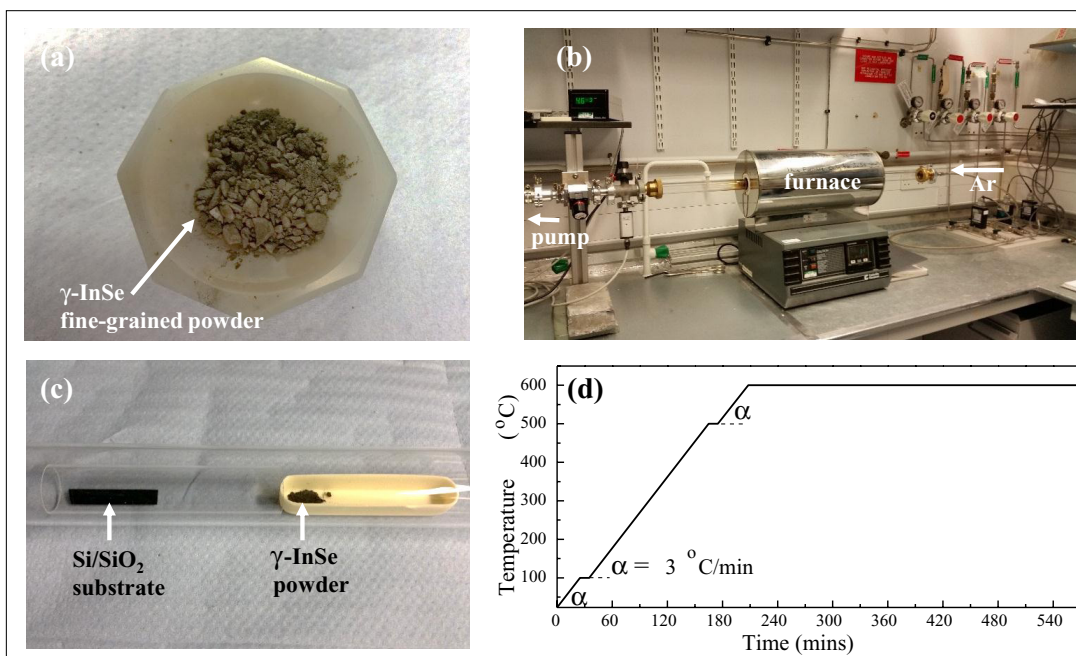 (a)
γ-InSe
fine-grained powder
(b)
furnace
Ar
pump
(c)
Si/SiO₂
substrate
γ-InSe
powder
(d)
Temperature (°C)
600
500
400
300
200
100
α
α = 3 °C/min
α
0 60 120 180 240 300 360 420 480 540
Time (mins)